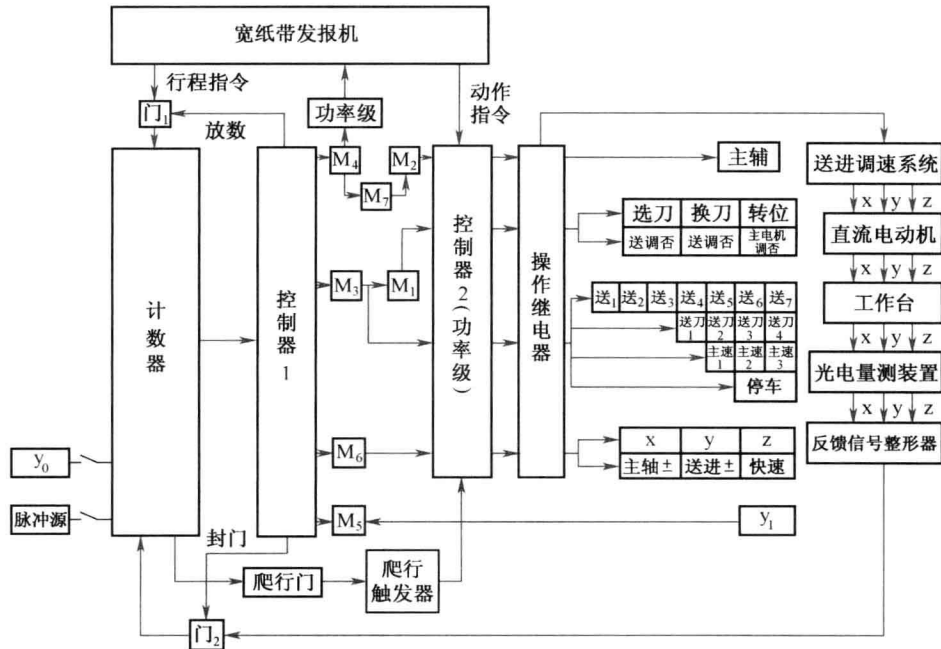 宽纸带发报机
行程指令
动作
指令
门₁
放数
功率级
M₄
M₂
M₇
主辅
送进调速系统
x y z
选刀 换刀 转位
送调否 送调否 主电机调否
直流电动机
x y z
M₃
M₁
计数器
控制器1
控制器2(功率级)
操作继电器
送₁ 送₂ 送₃ 送₄ 送₅ 送₆ 送₇
送刀1 送刀2 送刀3 送刀4
主速1 主速2 主速3
停车
工作台
x y z
光电量测装置
x y z
反馈信号整形器
y₀
M₆
x y z
主轴± 送进± 快速
脉冲源
M₅
y₁
封门
爬行门
爬行
触发器
门₂